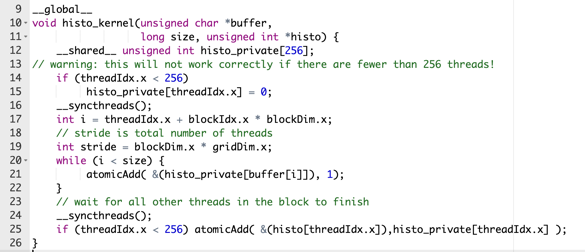 9 __global__
10 void histo_kernel(unsigned char *buffer,
11 long size, unsigned int *histo) {
12 __shared__ unsigned int histo_private[256];
13 // warning: this will not work correctly if there are fewer than 256 threads!
14 if (threadIdx.x < 256)
15 histo_private[threadIdx.x] = 0;
16 __syncthreads();
17 int i = threadIdx.x + blockIdx.x * blockDim.x;
18 // stride is total number of threads
19 int stride = blockDim.x * gridDim.x;
20 while (i < size) {
21 atomicAdd( &(histo_private[buffer[i]]), 1);
22 }
23 // wait for all other threads in the block to finish
24 __syncthreads();
25 if (threadIdx.x < 256) atomicAdd( &(histo[threadIdx.x]),histo_private[threadIdx.x] );
26 }